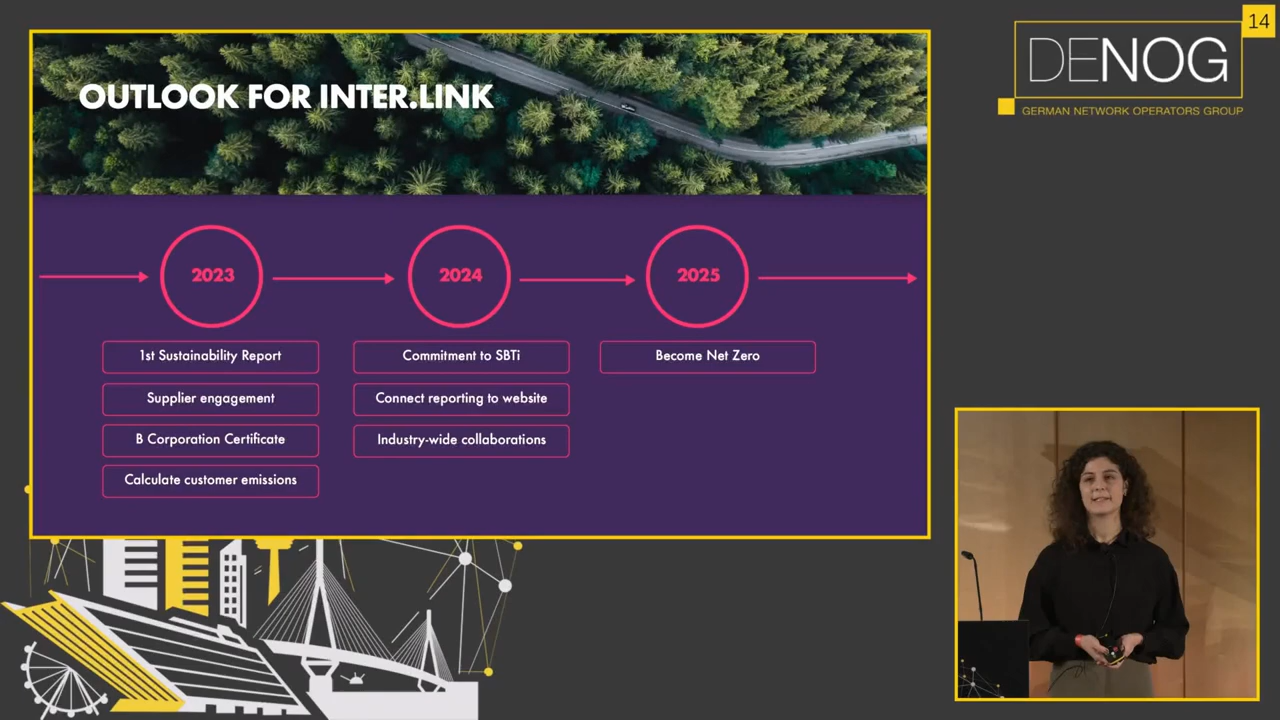 14
DENOG
GERMAN NETWORK OPERATORS GROUP
OUTLOOK FOR INTER.LINK
2023
2024
2025
1st Sustainability Report
Supplier engagement
B Corporation Certificate
Calculate customer emissions
Commitment to SBTi
Connect reporting to website
Industry-wide collaborations
Become Net Zero